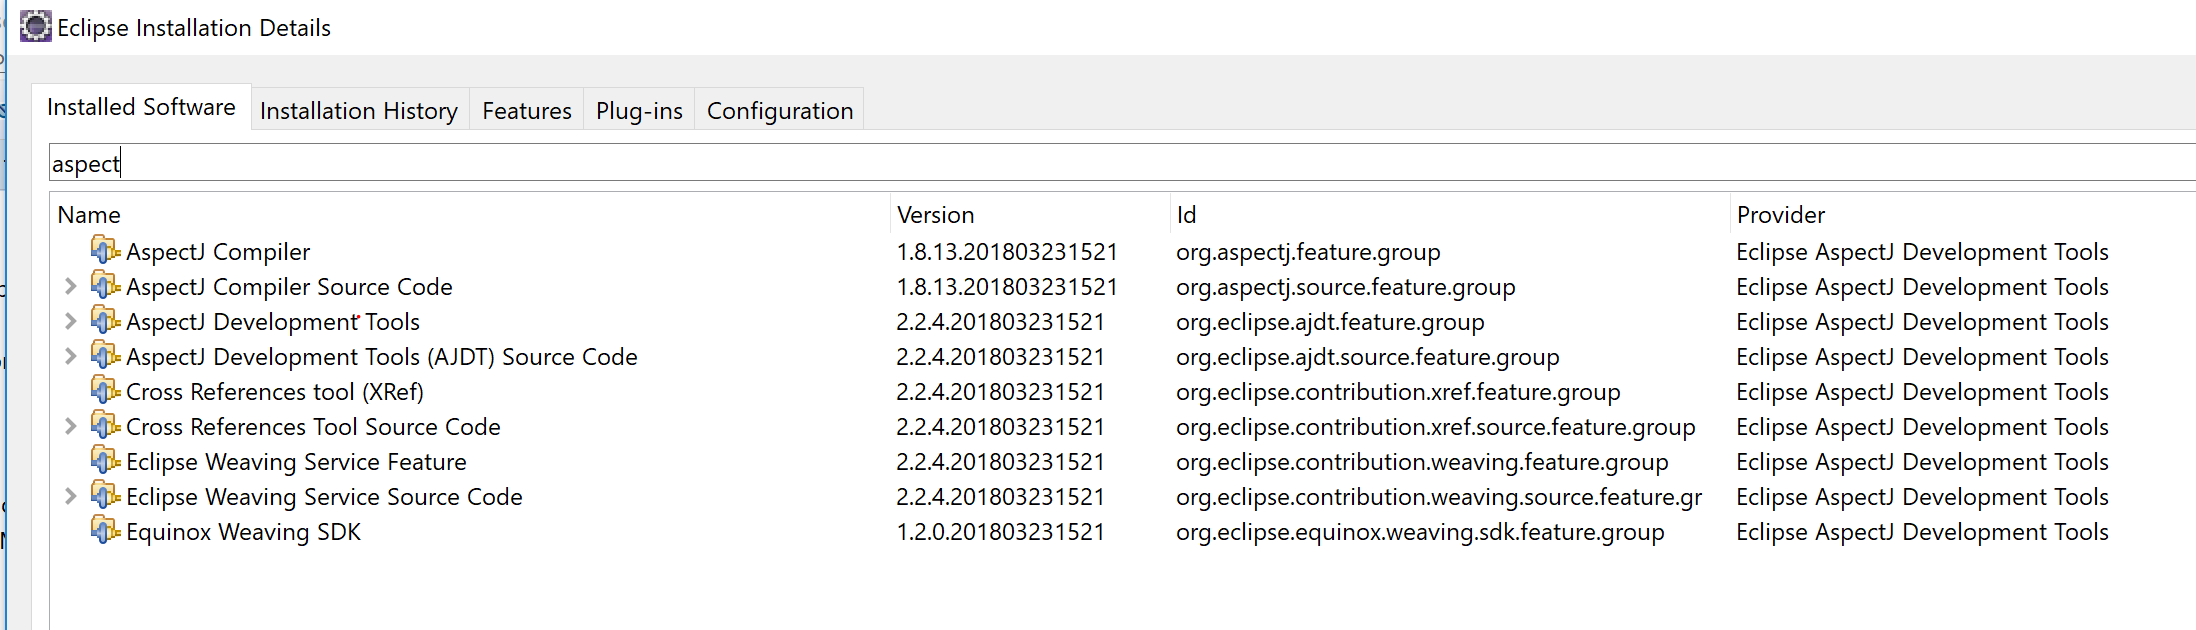 Eclipse Installation Details
Installed Software Installation History Features Plug-ins Configuration
aspect
Name Version Id Provider
AspectJ Compiler 1.8.13.201803231521 org.aspectj.feature.group Eclipse AspectJ Development Tools
AspectJ Compiler Source Code 1.8.13.201803231521 org.aspectj.source.feature.group Eclipse AspectJ Development Tools
AspectJ Development Tools 2.2.4.201803231521 org.eclipse.ajdt.feature.group Eclipse AspectJ Development Tools
AspectJ Development Tools (AJDT) Source Code 2.2.4.201803231521 org.eclipse.ajdt.source.feature.group Eclipse AspectJ Development Tools
Cross References tool (XRef) 2.2.4.201803231521 org.eclipse.contribution.xref.feature.group Eclipse AspectJ Development Tools
Cross References Tool Source Code 2.2.4.201803231521 org.eclipse.contribution.xref.source.feature.group Eclipse AspectJ Development Tools
Eclipse Weaving Service Feature 2.2.4.201803231521 org.eclipse.contribution.weaving.feature.group Eclipse AspectJ Development Tools
Eclipse Weaving Service Source Code 2.2.4.201803231521 org.eclipse.contribution.weaving.source.feature.gr Eclipse AspectJ Development Tools
Equinox Weaving SDK 1.2.0.201803231521 org.eclipse.equinox.weaving.sdk.feature.group Eclipse AspectJ Development Tools